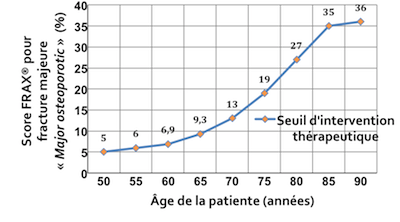 Score FRAX® pour
fracture majeure
« Major osteoporotic » (%)
40
35
30
25
20
15
10
5
0
5
6
6,9
9,3
13
19
27
35
36
Seuil d'intervention
thérapeutique
50 55 60 65 70 75 80 85 90
Âge de la patiente (années)